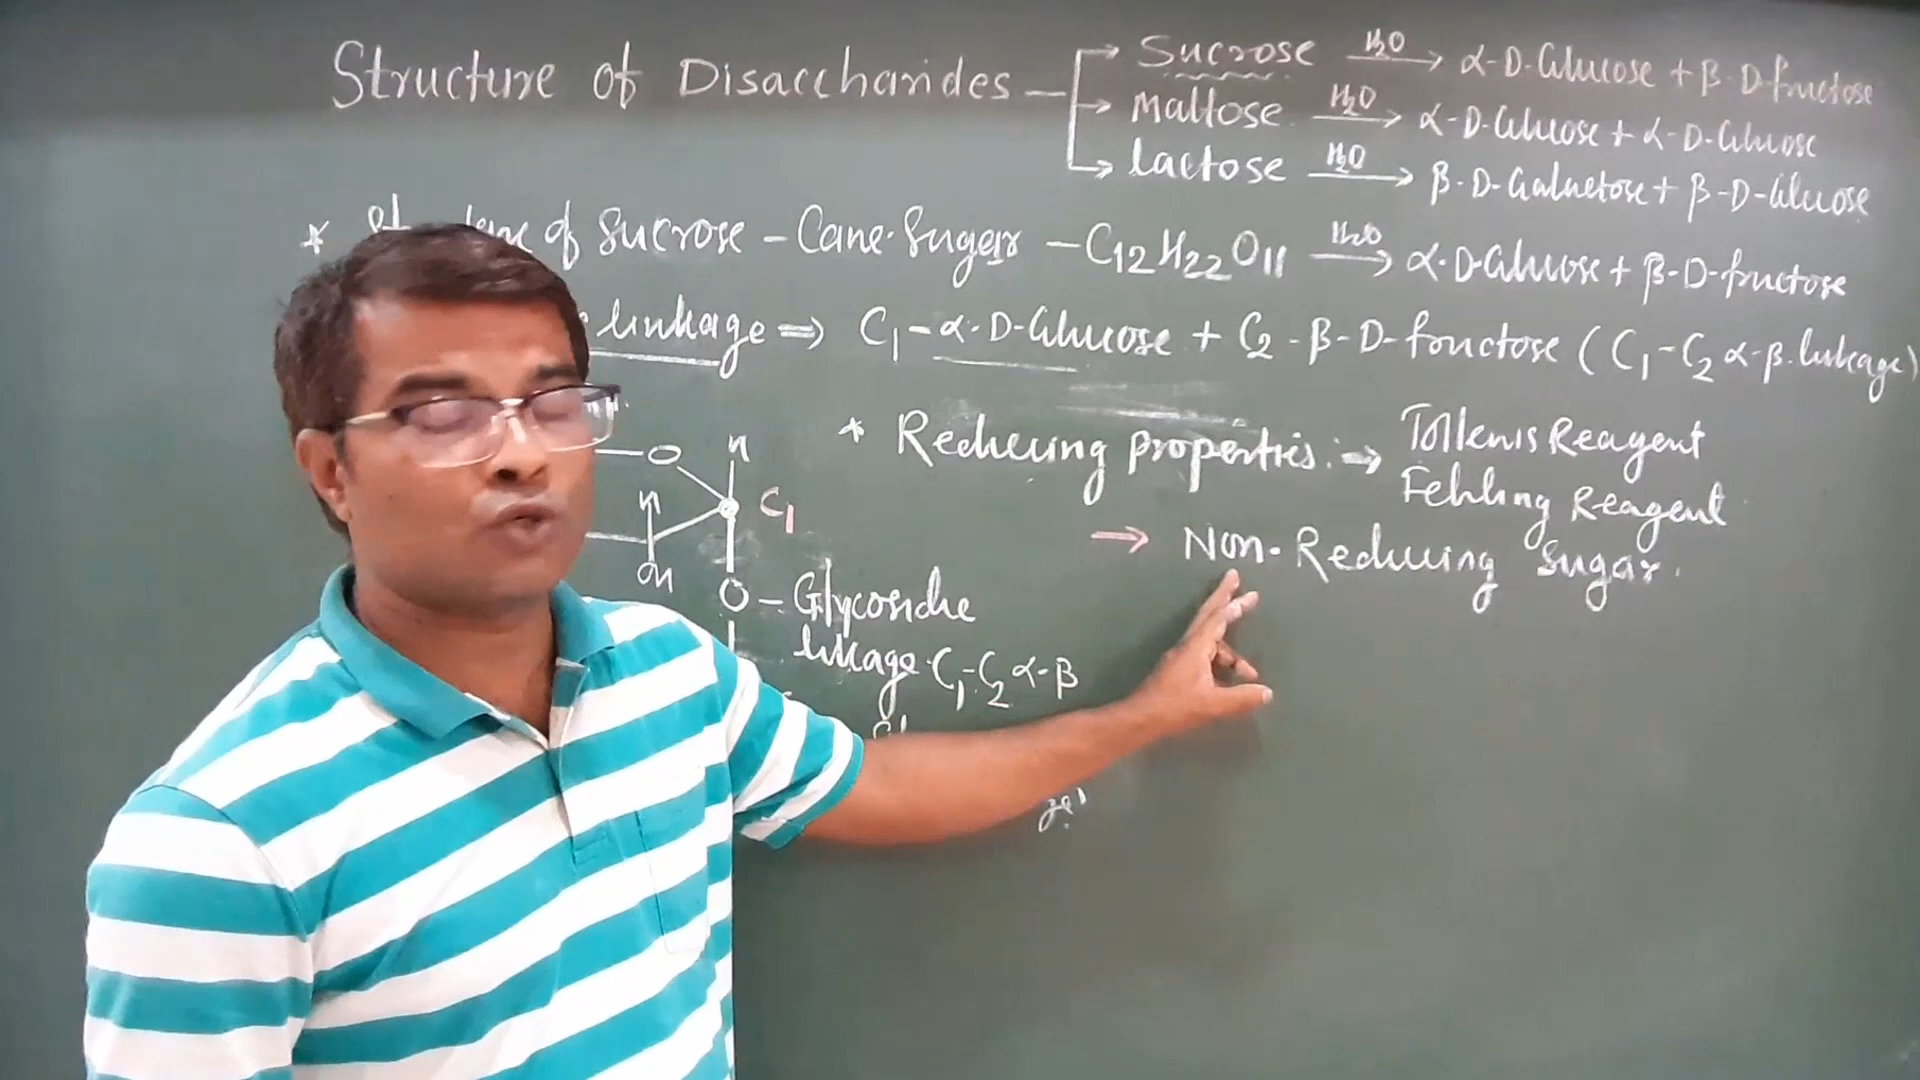 Structure of Disaccharides → Sucrose H2O → α-D-Glucose + β-D-fructose
→ Maltose H2O → α-D-Glucose + α-D-Glucose
→ lactose H2O → β-D-Galactose + β-D-Glucose
* of Sucrose - Cane-Sugar - C12H22O11 H2O → α-D-Glucose + β-D-fructose
linkage ⇒ C1-α-D-Glucose + C2-β-D-fructose (C1-C2 α-β linkage)
* Reducing properties: → Tollen's Reagent
Fehling Reagent
→ Non-Reducing Sugar.
O H
H C1
OH
O - Glycosidic
linkage C1-C2 α-β